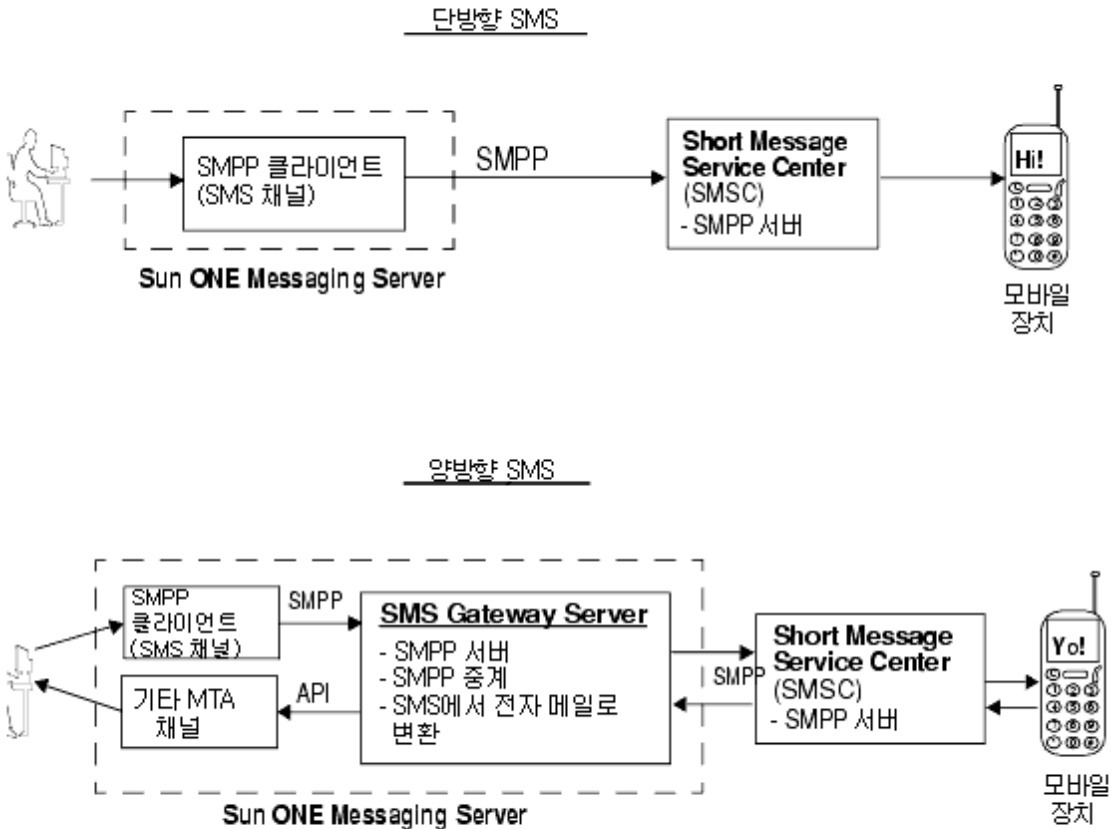 단방향 SMS
SMPP 클라이언트
(SMS 채널)
SMPP
Short Message
Service Center
(SMSC)
- SMPP 서버
Hi!
Sun ONE Messaging Server
모바일
장치
양방향 SMS
SMPP
클라이언트
(SMS 채널)
SMPP
SMS Gateway Server
- SMPP 서버
- SMPP 중계
- SMS에서 전자 메일로
변환
기타 MTA
채널
API
SMPP
Short Message
Service Center
(SMSC)
- SMPP 서버
Yo!
모바일
장치
Sun ONE Messaging Server